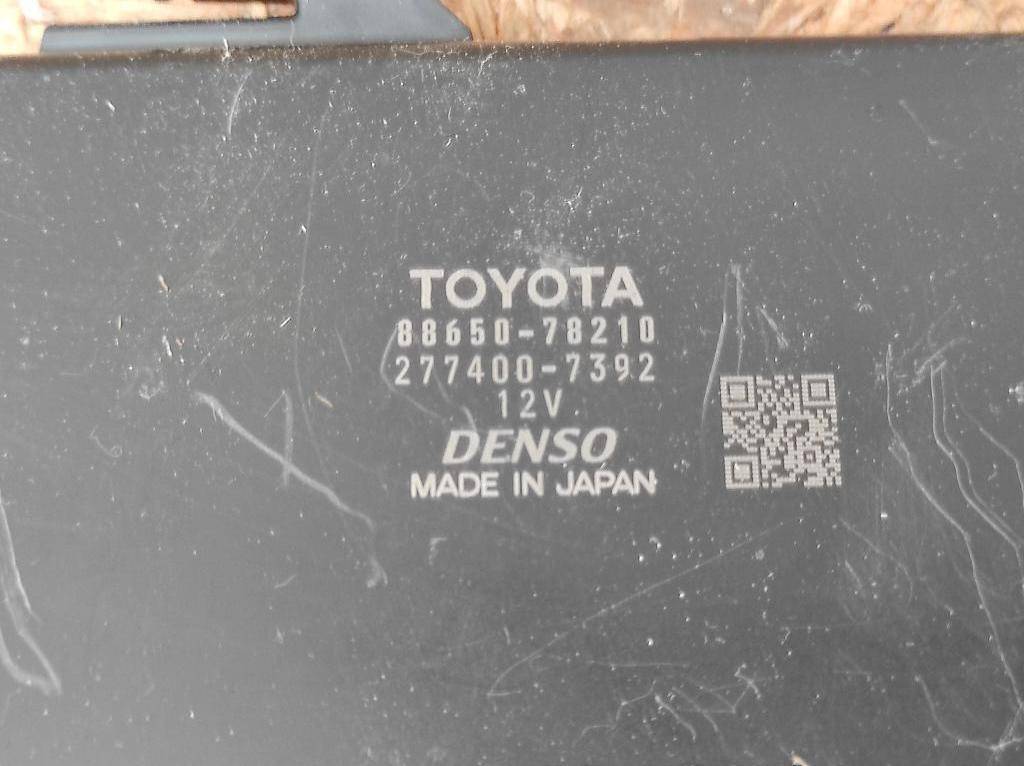 TOYOTA
88650-78210
277400-7392
12V
DENSO
MADE IN JAPAN